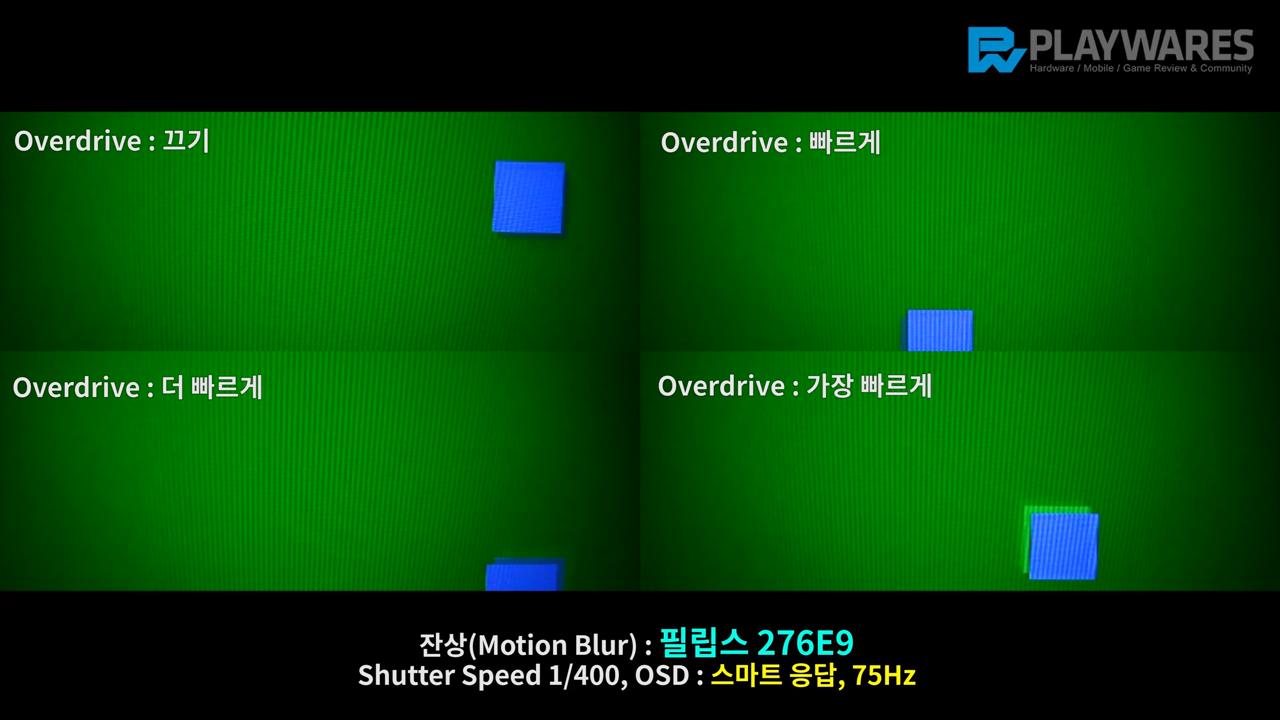 PLAYWARES
Hardware / Mobile / Game Review & Community
Overdrive : 끄기
Overdrive : 빠르게
Overdrive : 더 빠르게
Overdrive : 가장 빠르게
잔상(Motion Blur) : 필립스 276E9
Shutter Speed 1/400, OSD : 스마트 응답, 75Hz